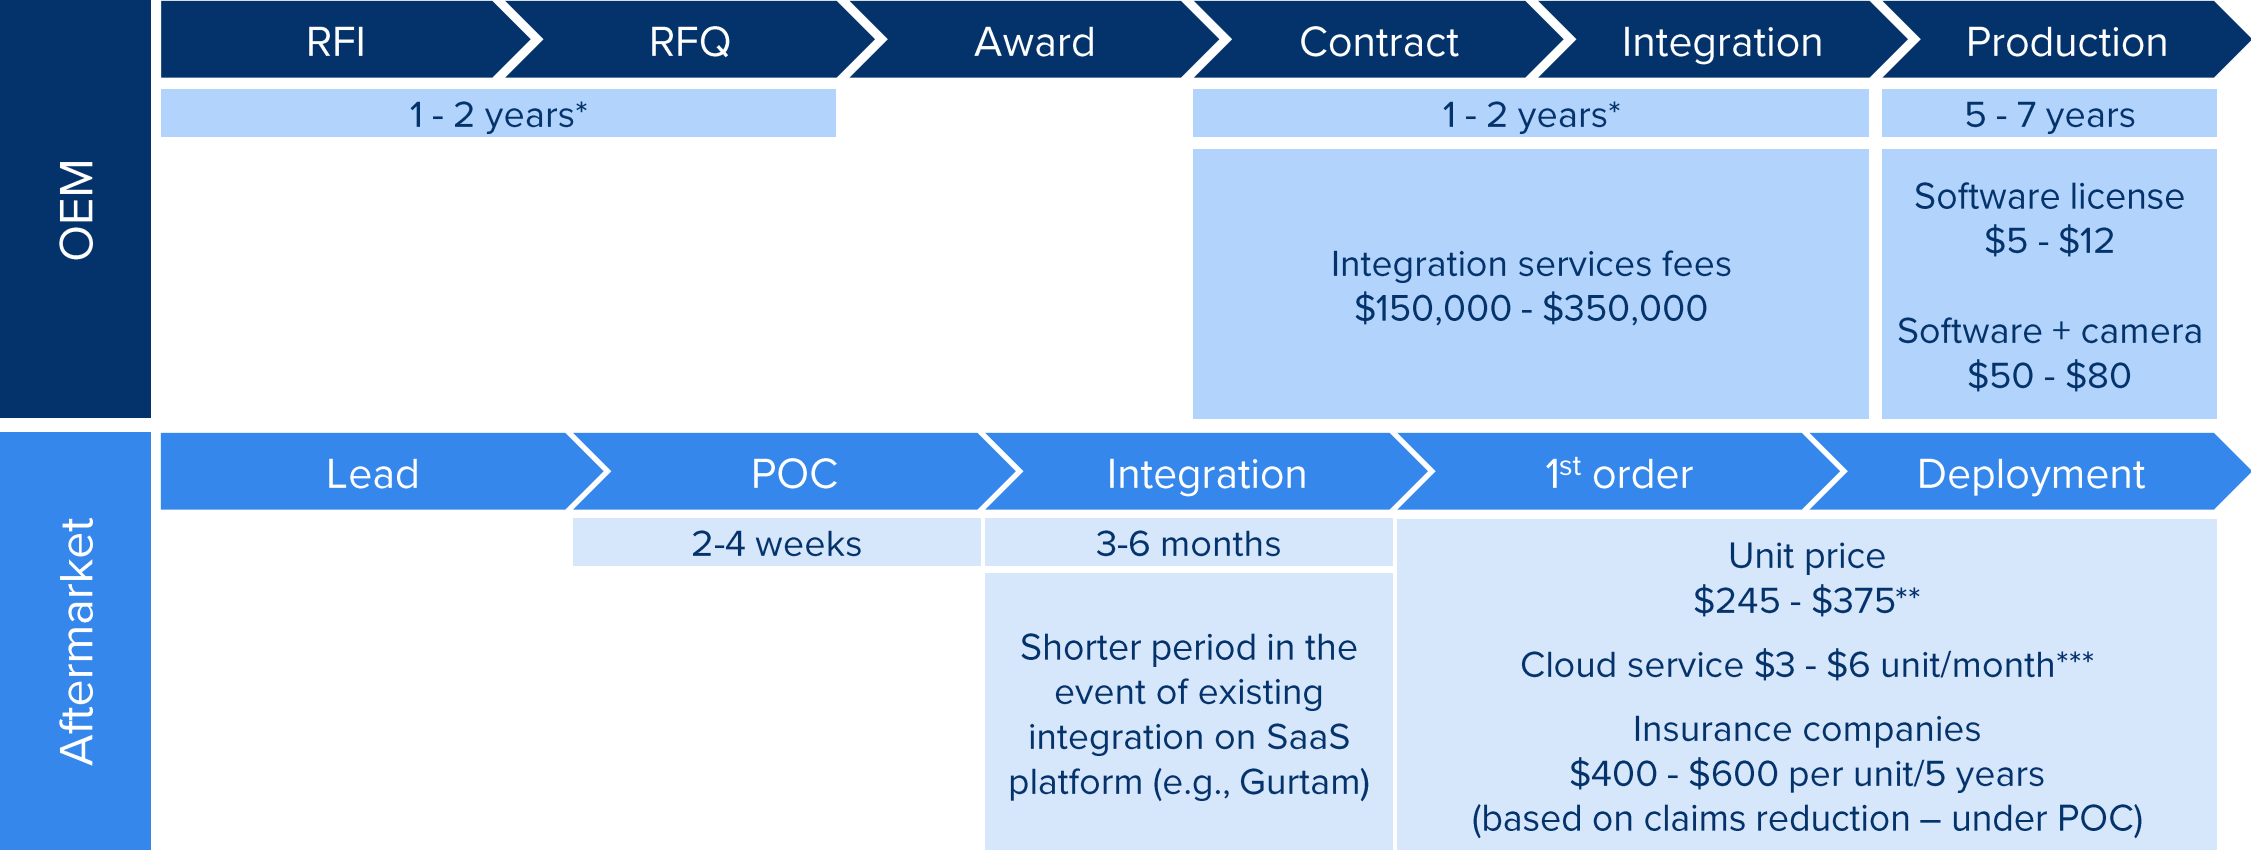 OEM
RFI
RFQ
Award
Contract
Integration
Production
1 - 2 years*
1 - 2 years*
5 - 7 years
Integration services fees
$150,000 - $350,000
Software license
$5 - $12
Software + camera
$50 - $80
Aftermarket
Lead
POC
Integration
1st order
Deployment
2-4 weeks
3-6 months
Shorter period in the
event of existing
integration on SaaS
platform (e.g., Gurtam)
Unit price
$245 - $375**
Cloud service $3 - $6 unit/month***
Insurance companies
$400 - $600 per unit/5 years
(based on claims reduction – under POC)